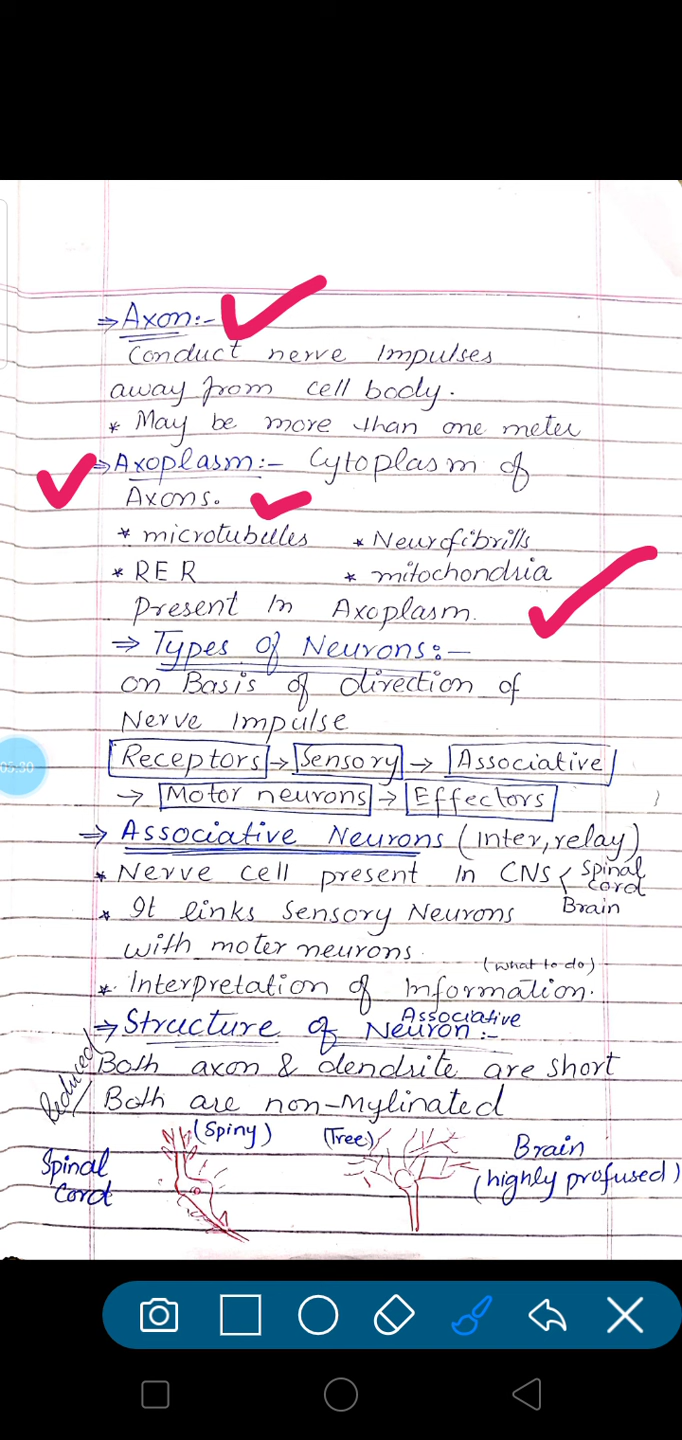 ⇒ Axon:-
Conduct nerve Impulses
away from cell body.
* May be more than one meter
⇒ Axoplasm:- Cytoplasm of
Axons.
* microtubules * Neurofibrills
* RER * mitochondria
Present In Axoplasm.
⇒ Types of Neurons:-
on Basis of direction of
Nerve Impulse
Receptors → Sensory → Associative
→ Motor neurons → Effectors
⇒ Associative Neurons (inter, relay)
* Nerve cell present In CNS < Spinal cord
Brain
* It links Sensory Neurons
with moter neurons.
(what to do)
* Interpretation of Information.
⇒ Structure of Associative Neuron:-
Both axon & dendrite are short
Reduced
Both are non-Mylinated
(Spiny) (Tree)
Spinal Cord
Brain
(highly profused)
05:30